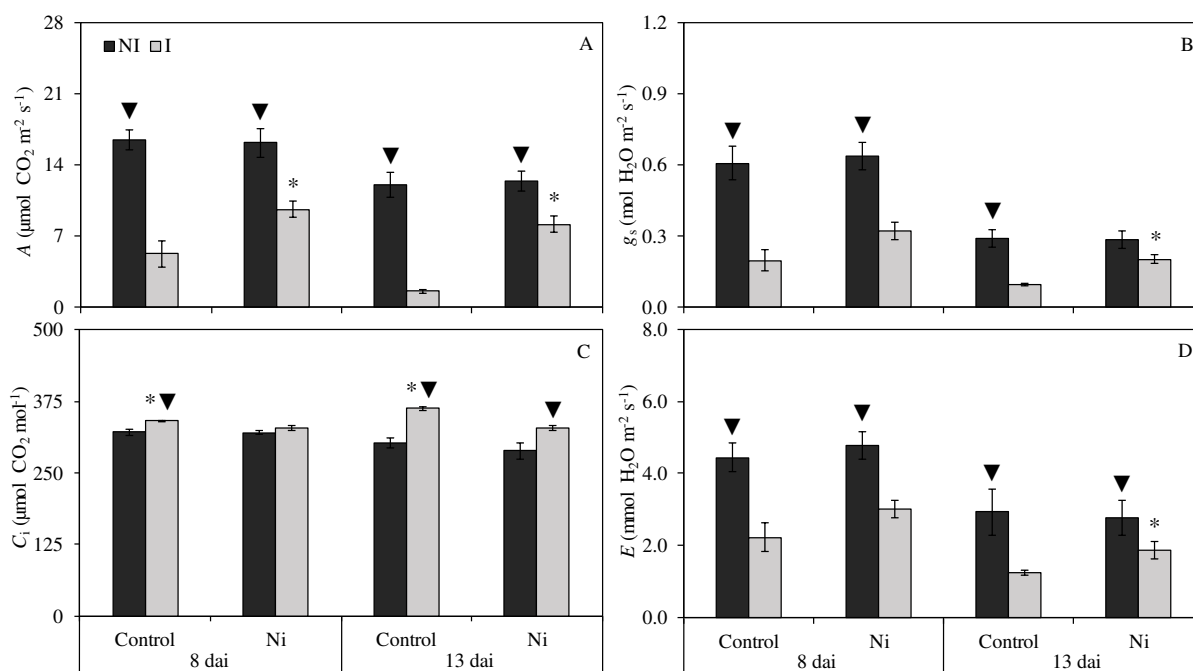 A
NI I
A (µmol CO₂ m⁻² s⁻¹)
28
21
14
7
0
*
*
B
gₛ (mol H₂O m⁻² s⁻¹)
1.2
0.9
0.6
0.3
0.0
*
C
Cᵢ (µmol CO₂ mol⁻¹)
500
375
250
125
0
*
*
Control Ni Control Ni
8 dai 13 dai
D
E (mmol H₂O m⁻² s⁻¹)
8.0
6.0
4.0
2.0
0.0
*
Control Ni Control Ni
8 dai 13 dai